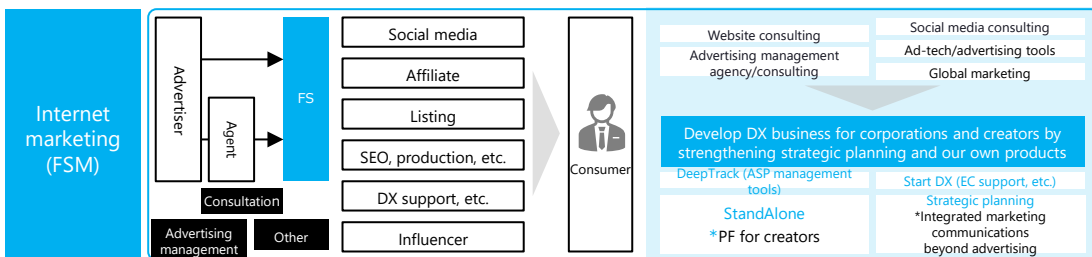 Internet
marketing
(FSM)
Advertiser
Agent
FS
Consultation
Advertising
management
Other
Social media
Affiliate
Listing
SEO, production, etc.
DX support, etc.
Influencer
Consumer
Website consulting
Advertising management
agency/consulting
Social media consulting
Ad-tech/advertising tools
Global marketing
Develop DX business for corporations and creators by
strengthening strategic planning and our own products
DeepTrack (ASP management
tools)
StandAlone
*PF for creators
Start DX (EC support, etc.)
Strategic planning
*Integrated marketing
communications
beyond advertising